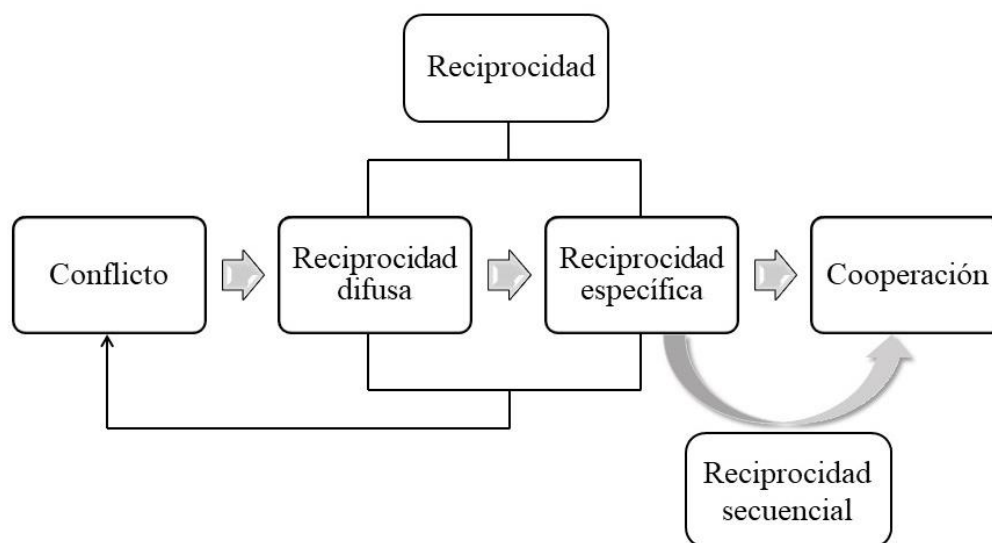 Reciprocidad
Conflicto
Reciprocidad
difusa
Reciprocidad
específica
Cooperación
Reciprocidad
secuencial